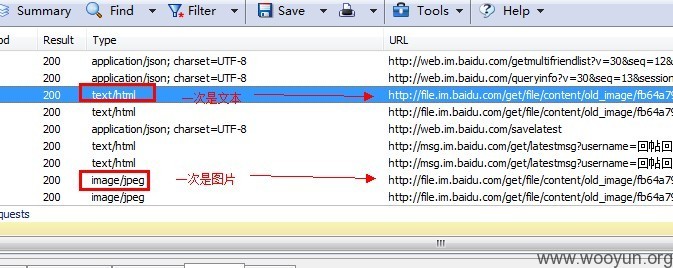 Summary Find Filter Save Tools Help
od Result Type URL
200 application/json; charset=UTF-8 http://web.im.baidu.com/getmultifriendlist?v=30&seq=12&
200 application/json; charset=UTF-8 http://web.im.baidu.com/queryinfo?v=30&seq=13&session
200 text/html 一次是文本 http://file.im.baidu.com/get/file/content/old_image/fb64a79
200 text/html http://file.im.baidu.com/get/file/content/old_image/fb64a79
200 application/json; charset=UTF-8 http://web.im.baidu.com/savelatest
200 text/html http://msg.im.baidu.com/get/latestmsg?username=回帖回
200 text/html http://msg.im.baidu.com/get/latestmsg?username=回帖回
200 image/jpeg 一次是图片 http://file.im.baidu.com/get/file/content/old_image/fb64a79
200 image/jpeg http://file.im.baidu.com/get/file/content/old_image/fb64a79
quests
www.wooyun.org